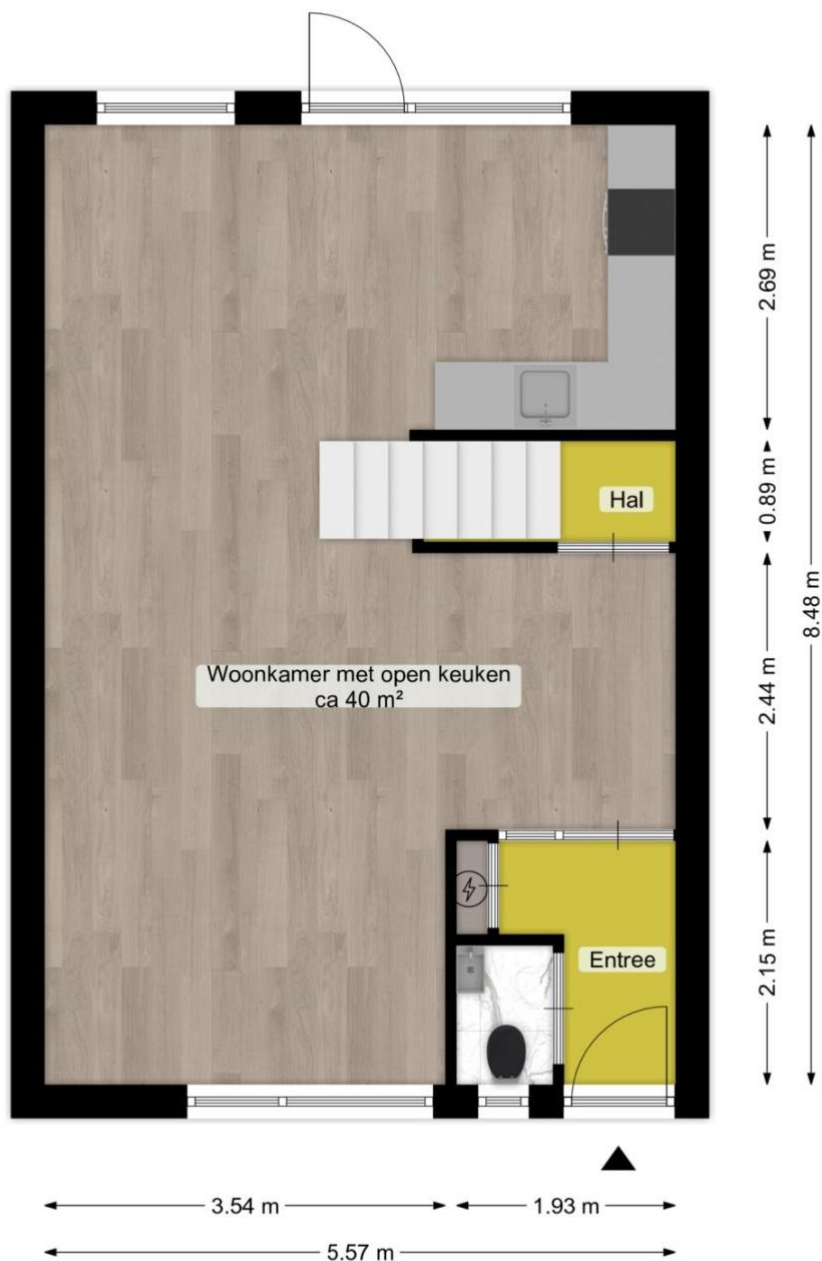 2.69 m
Hal
0.89 m
8.48 m
Woonkamer met open keuken
ca 40 m²
2.44 m
Entree
2.15 m
3.54 m
1.93 m
5.57 m